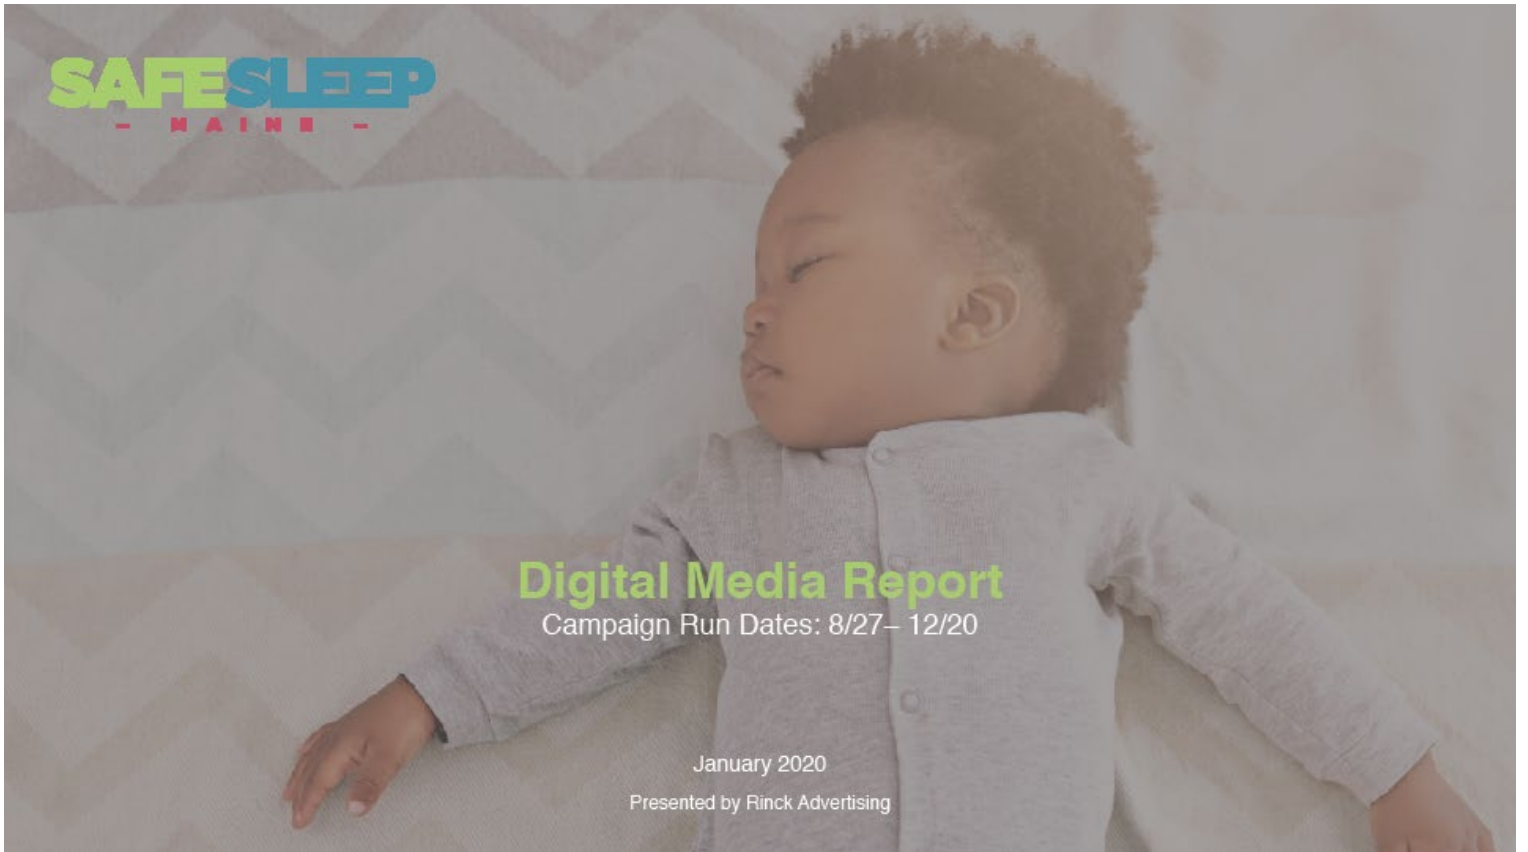 SAFESLEEP
- MAINE -
Digital Media Report
Campaign Run Dates: 8/27– 12/20
January 2020
Presented by Rinck Advertising